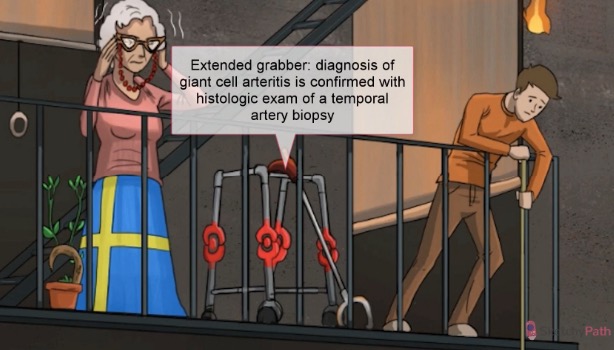 Extended grabber: diagnosis of
giant cell arteritis is confirmed with
histologic exam of a temporal
artery biopsy
Path